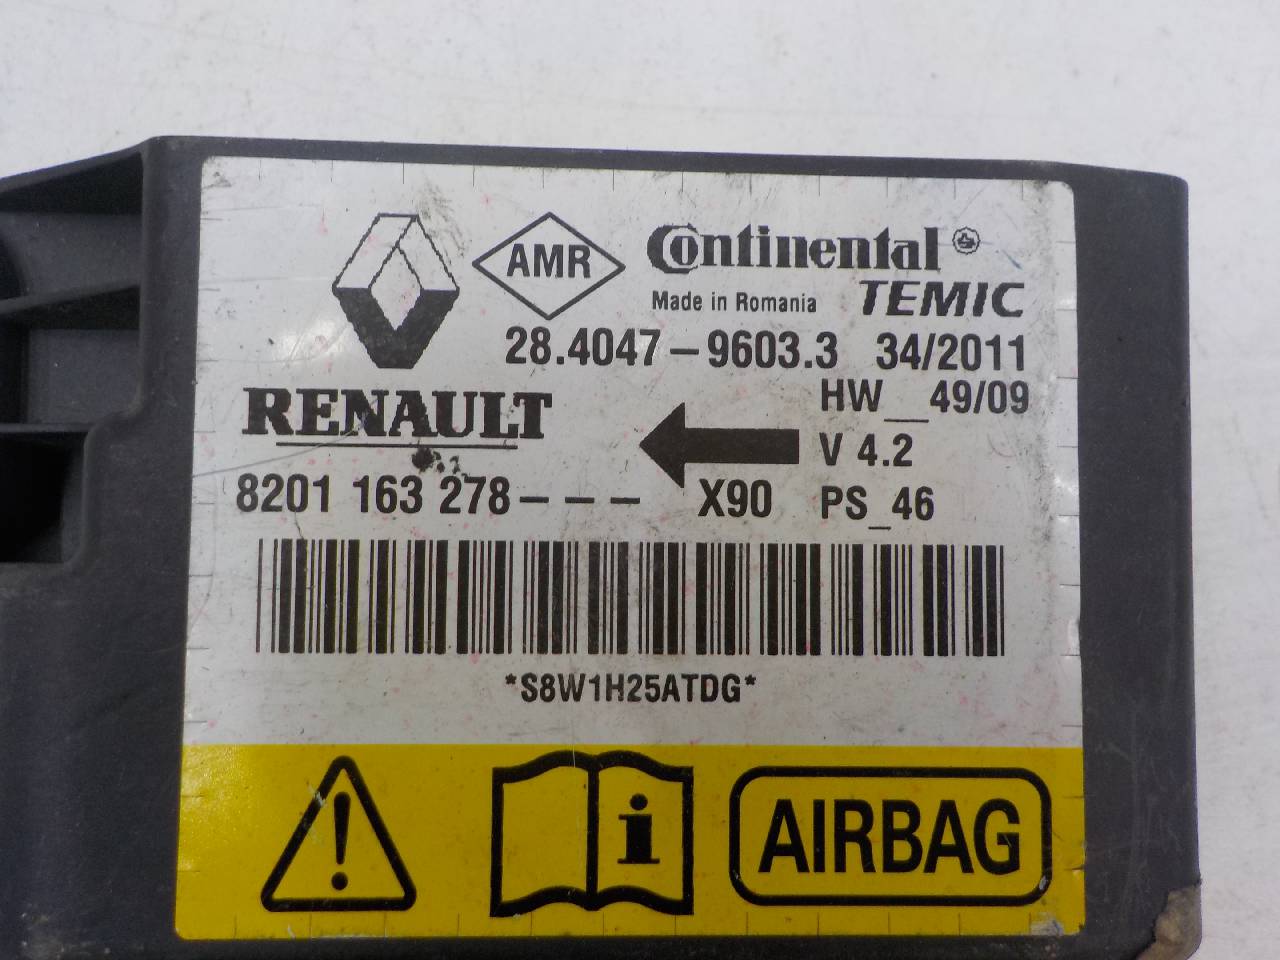 AMR
Continental
Made in Romania TEMIC
28.4047-9603.3 34/2011
HW__49/09
RENAULT
V 4.2
8201 163 278--- X90 PS_46
*S8W1H25ATDG*
i AIRBAG